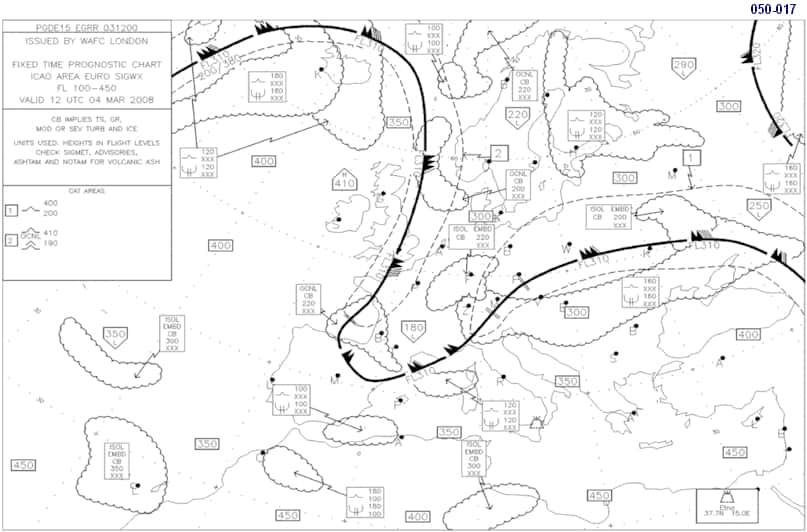 050-017
PGDE15 EGRR 031200
ISSUED BY WAFC LONDON
FIXED TIME PROGNOSTIC CHART
ICAO AREA EURO SIGWX
FL 100-450
VALID 12 UTC 04 MAR 2008
CB IMPLIES TS, GR,
MOD OR SEV TURB AND ICE
UNITS USED: HEIGHTS IN FLIGHT LEVELS
CHECK SIGMET, ADVISORIES,
ASHTAM AND NOTAM FOR VOLCANIC ASH
CAT AREAS
1
400
200
2
OCNL
410
190
FL310
100
XXX
100
XXX
FL320
290
L
180
XXX
180
XXX
K
350
OCNL
CB
220
XXX
220
L
120
XXX
120
XXX
300
120
XXX
120
XXX
400
H
410
2
1
300
M
160
XXX
160
XXX
OCNL
CB
200
XXX
S
300
ISOL EMBD
CB 200
XXX
250
L
400
ISOL EMBD
CB 220
XXX
A
B
W
K
FL310
FL310
OCNL
CB
220
XXX
P
160
XXX
160
XXX
300
350
L
ISOL
EMBD
CB
300
XXX
180
L
B
B
400
M
FL310
R
350
S
A
100
XXX
100
XXX
120
XXX
120
XXX
A
350
350
450
ISOL
EMBD
CB
350
XXX
ISOL
EMBD
CB
300
XXX
450
180
XXX
100
XXX
450
400
450
Etna
37.7N 15.0E